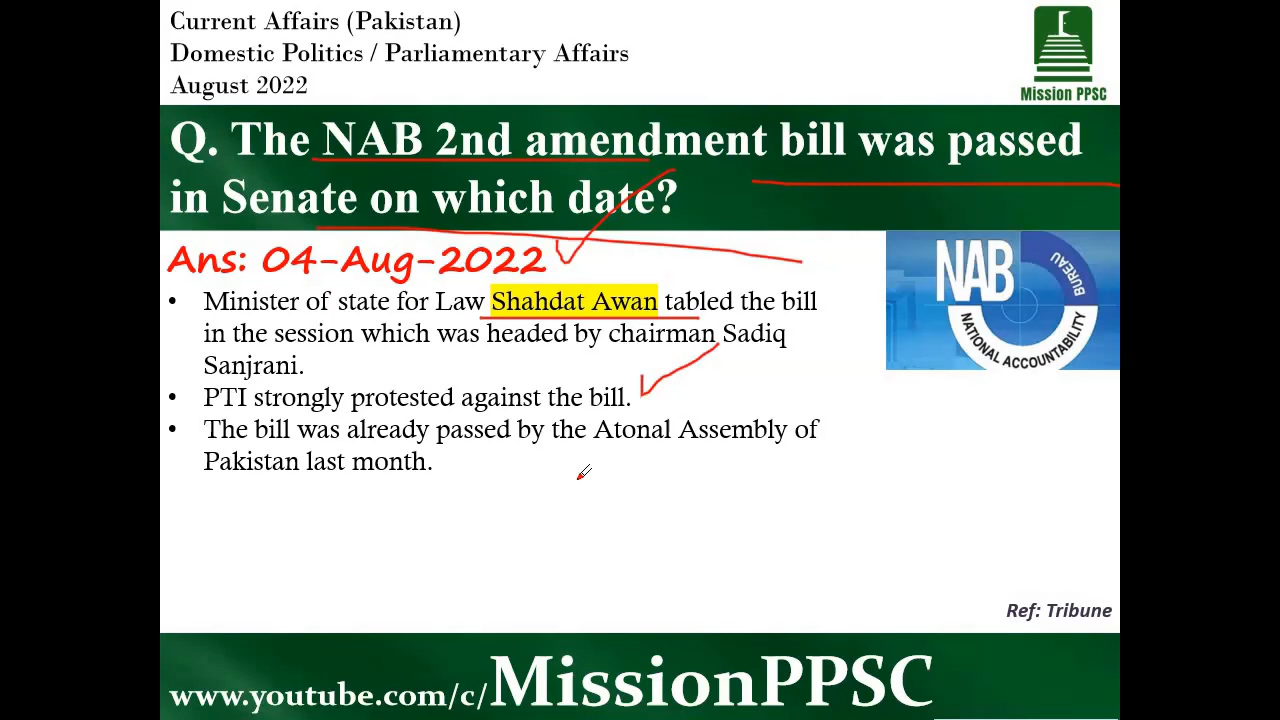 Current Affairs (Pakistan)
Domestic Politics / Parliamentary Affairs
August 2022
Mission PPSC
Q. The NAB 2nd amendment bill was passed
in Senate on which date?
Ans: 04-Aug-2022
• Minister of state for Law Shahdat Awan tabled the bill
in the session which was headed by chairman Sadiq
Sanjrani.
• PTI strongly protested against the bill.
• The bill was already passed by the Atonal Assembly of
Pakistan last month.
NAB
NATIONAL ACCOUNTABILITY
BUREAU
Ref: Tribune
www.youtube.com/c/MissionPPSC